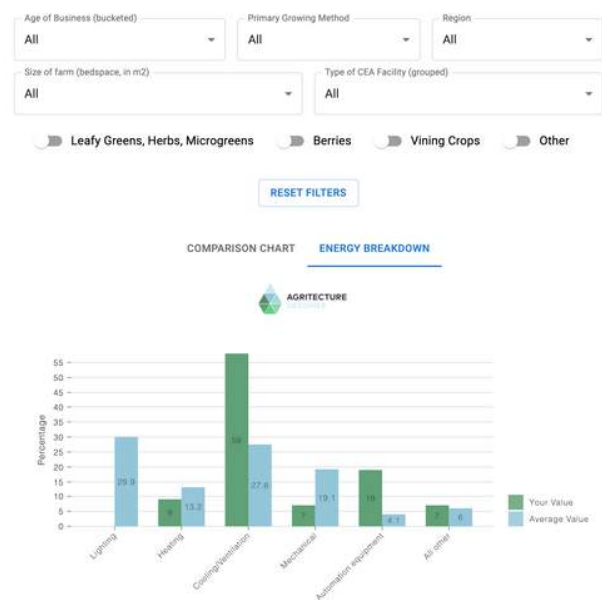 Age of Business (bucketed)
All
Primary Growing Method
All
Region
All
Size of farm (bedspace, in m2)
All
Type of CEA Facility (grouped)
All
Leafy Greens, Herbs, Microgreens
Berries
Vining Crops
Other
RESET FILTERS
COMPARISON CHART
ENERGY BREAKDOWN
AGRITECTURE
DESIGNER
Percentage
55
50
45
40
35
30
25
20
15
10
5
0
29.9
9
13.2
58
27.6
7
19.1
19
4.1
7
6
Lighting
Heating
Cooling/Ventilation
Mechanical
Automation equipment
All other
Your Value
Average Value